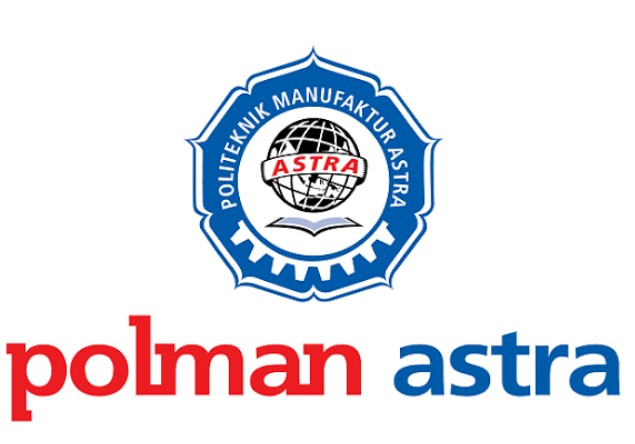 POLITEKNIK MANUFAKTUR ASTRA
ASTRA
polman astra